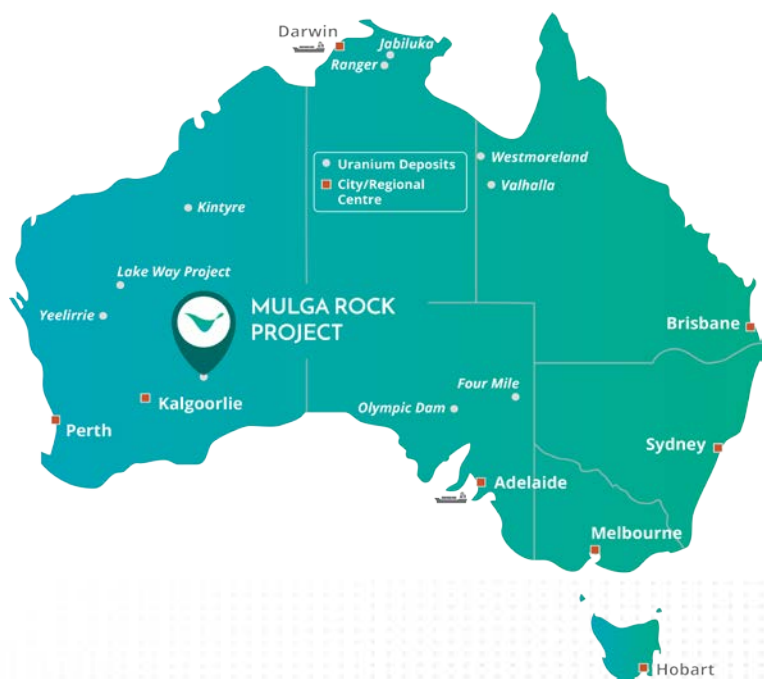 Darwin
Jabiluka
Ranger
Uranium Deposits
City/Regional
Centre
Westmoreland
Valhalla
Kintyre
Lake Way Project
Yeelirrie
MULGA ROCK
PROJECT
Brisbane
Four Mile
Olympic Dam
Kalgoorlie
Perth
Sydney
Adelaide
Melbourne
Hobart